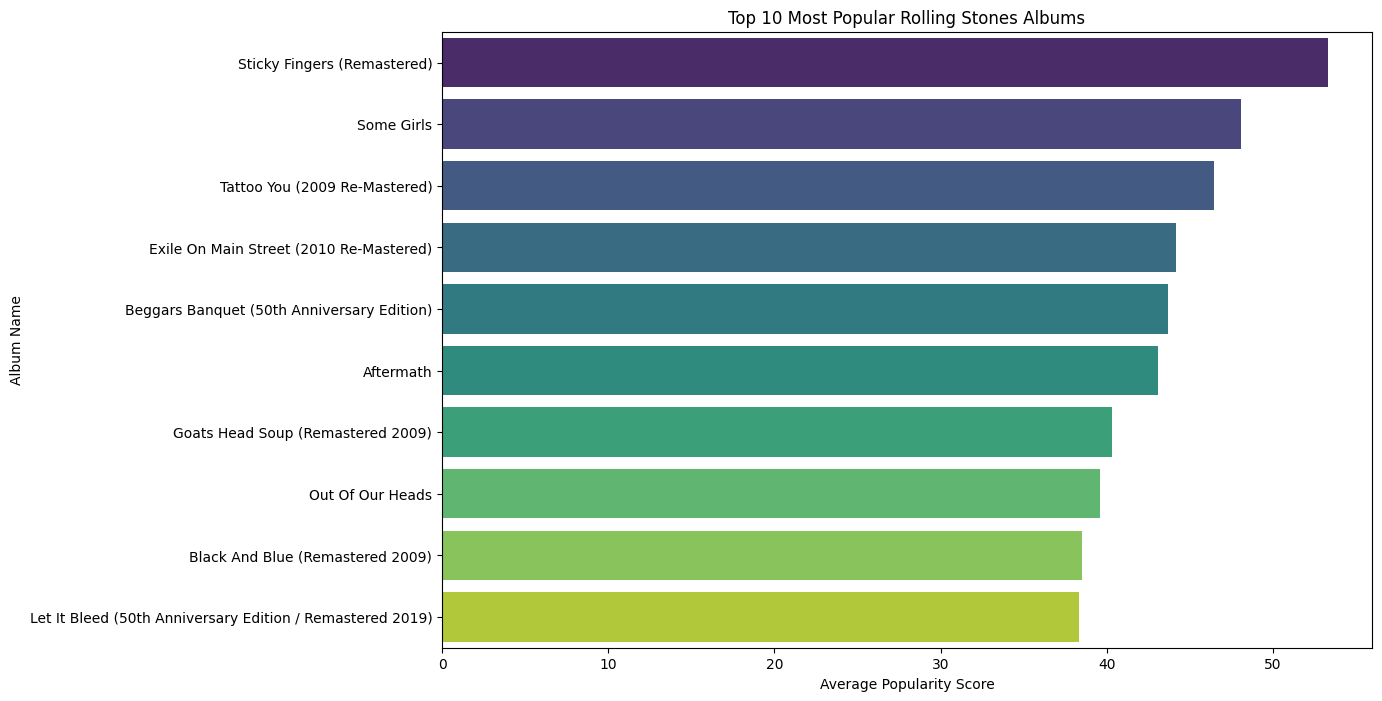 Top 10 Most Popular Rolling Stones Albums
Album Name
Sticky Fingers (Remastered)
Some Girls
Tattoo You (2009 Re-Mastered)
Exile On Main Street (2010 Re-Mastered)
Beggars Banquet (50th Anniversary Edition)
Aftermath
Goats Head Soup (Remastered 2009)
Out Of Our Heads
Black And Blue (Remastered 2009)
Let It Bleed (50th Anniversary Edition / Remastered 2019)
0 10 20 30 40 50
Average Popularity Score